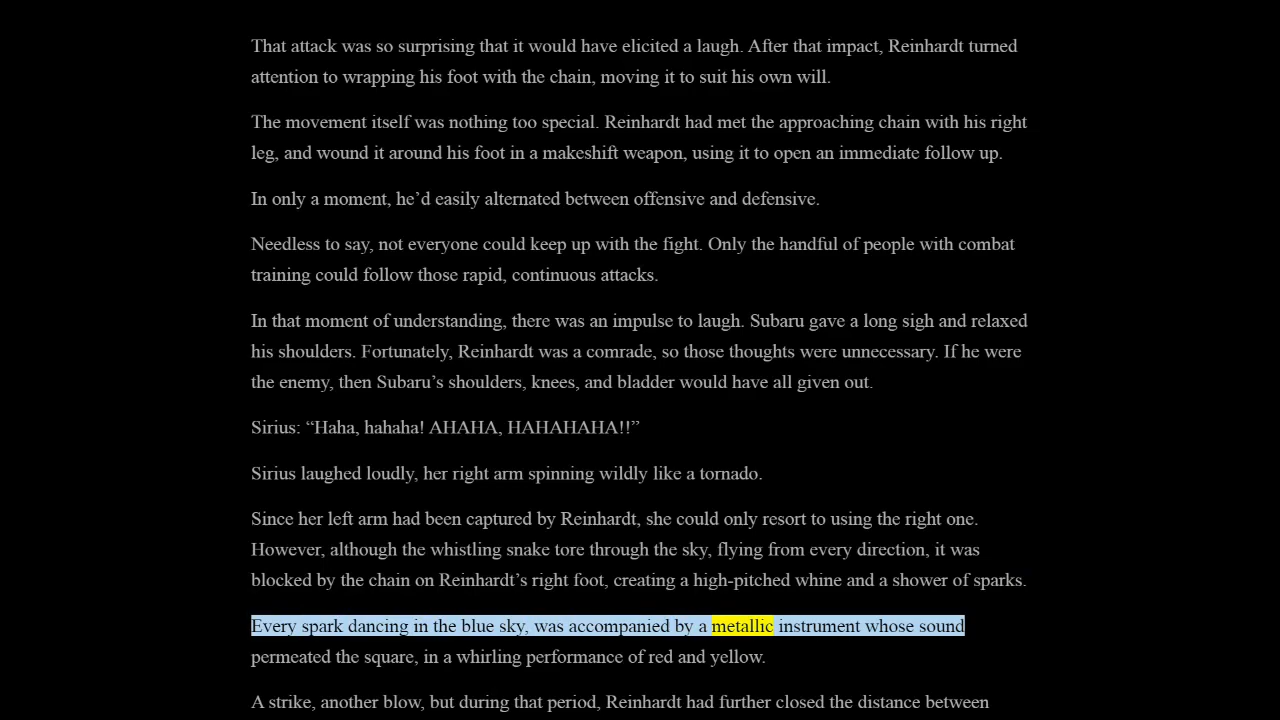 That attack was so surprising that it would have elicited a laugh. After that impact, Reinhardt turned
attention to wrapping his foot with the chain, moving it to suit his own will.
The movement itself was nothing too special. Reinhardt had met the approaching chain with his right
leg, and wound it around his foot in a makeshift weapon, using it to open an immediate follow up.
In only a moment, he’d easily alternated between offensive and defensive.
Needless to say, not everyone could keep up with the fight. Only the handful of people with combat
training could follow those rapid, continuous attacks.
In that moment of understanding, there was an impulse to laugh. Subaru gave a long sigh and relaxed
his shoulders. Fortunately, Reinhardt was a comrade, so those thoughts were unnecessary. If he were
the enemy, then Subaru’s shoulders, knees, and bladder would have all given out.
Sirius: “Haha, hahaha! AHAHA, HAHAHAHA!!”
Sirius laughed loudly, her right arm spinning wildly like a tornado.
Since her left arm had been captured by Reinhardt, she could only resort to using the right one.
However, although the whistling snake tore through the sky, flying from every direction, it was
blocked by the chain on Reinhardt’s right foot, creating a high-pitched whine and a shower of sparks.
Every spark dancing in the blue sky, was accompanied by a metallic instrument whose sound
permeated the square, in a whirling performance of red and yellow.
A strike, another blow, but during that period, Reinhardt had further closed the distance between